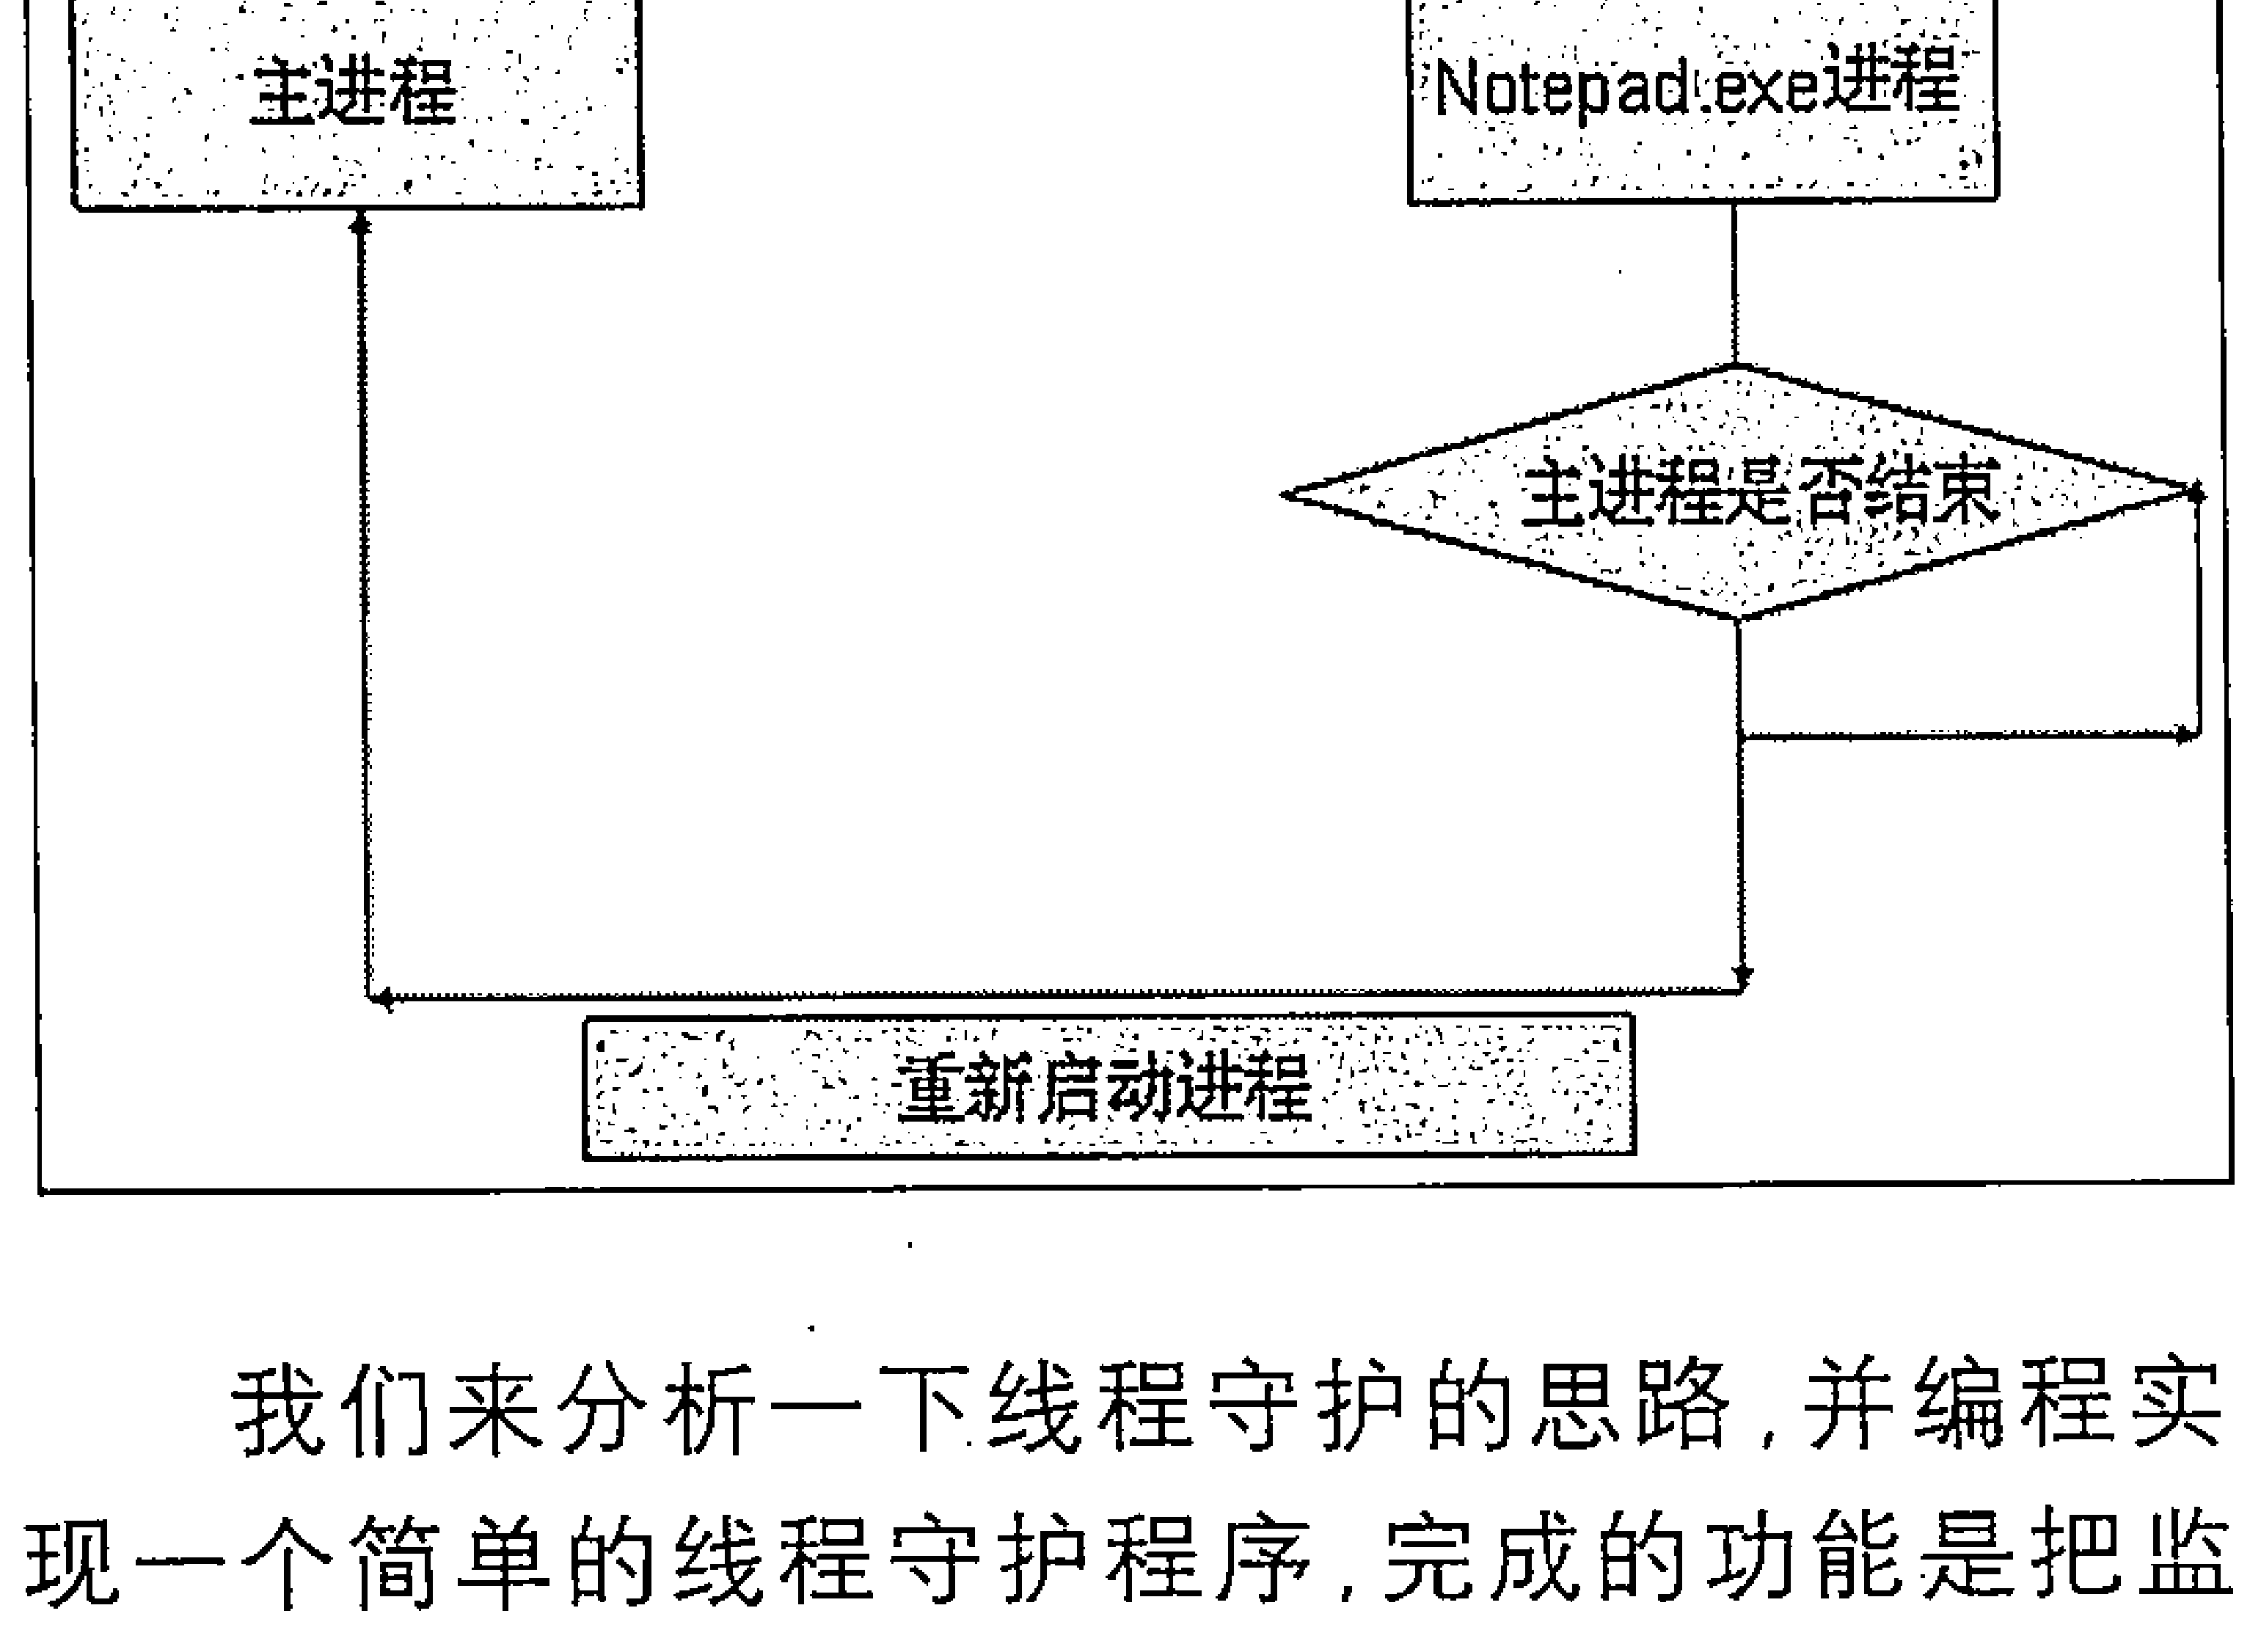 主进程
Notepad.exe进程
主进程是否结束
重新启动进程
我们来分析一下线程守护的思路,并编程实
现一个简单的线程守护程序,完成的功能是把监